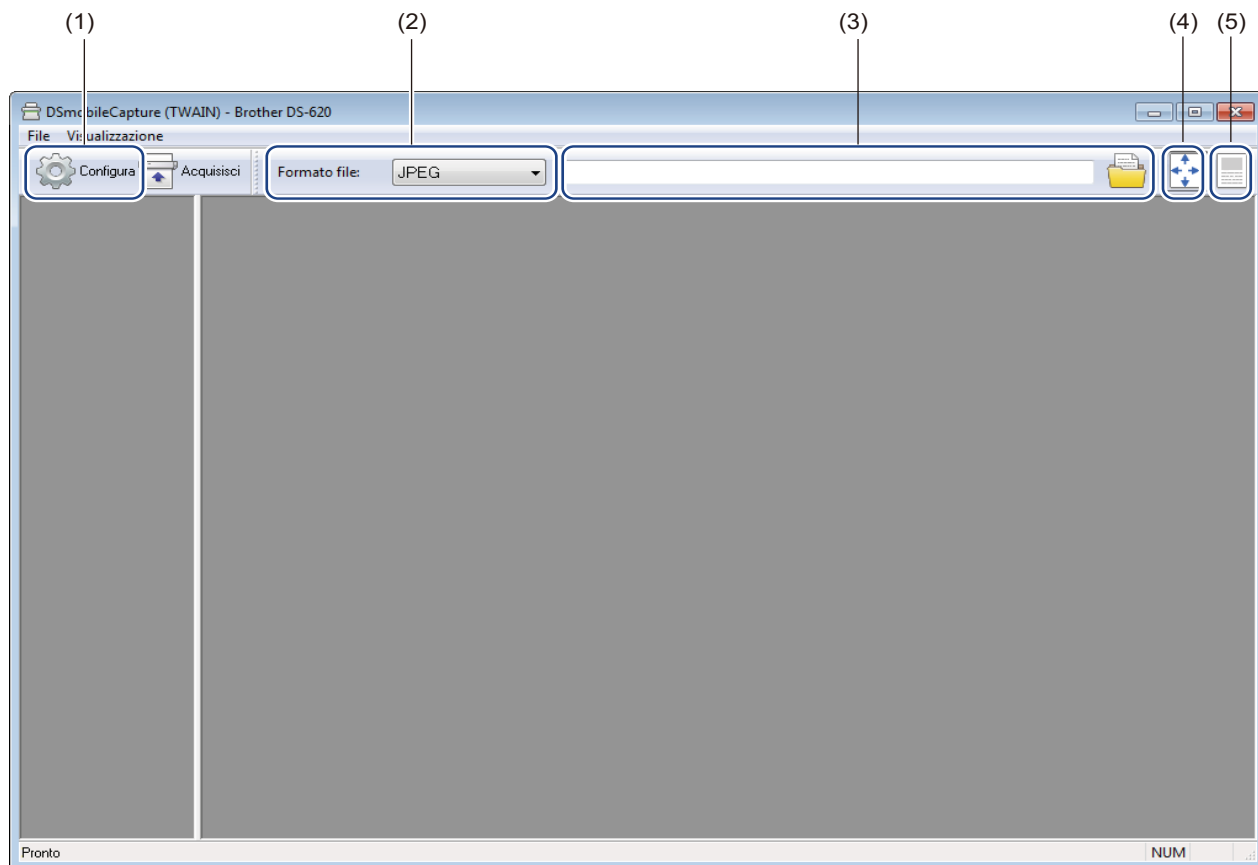 (1) (2) (3) (4) (5)
DSmobileCapture (TWAIN) - Brother DS-620
File Visualizzazione
Configura Acquisisci Formato file: JPEG
Pronto NUM